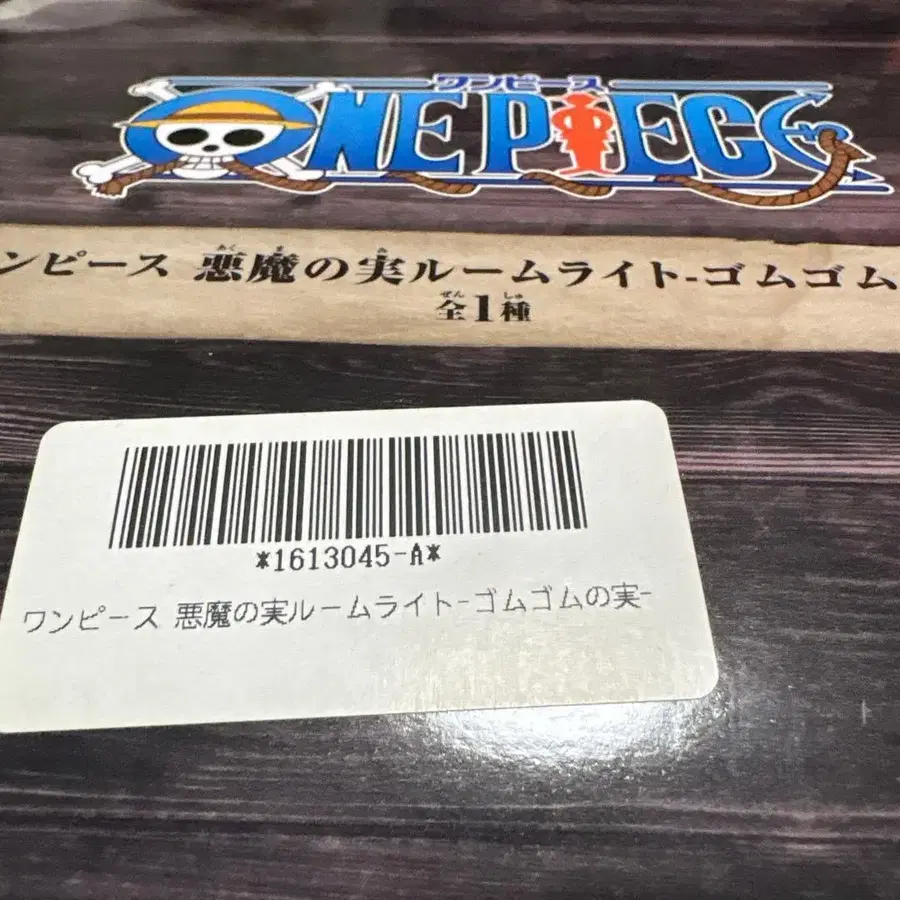 ワンピース
ONE PIECE
ンピース 悪魔の実ルームライト-ゴムゴム
全1種
*1613045-A*
ワンピース 悪魔の実ルームライト-ゴムゴムの実-